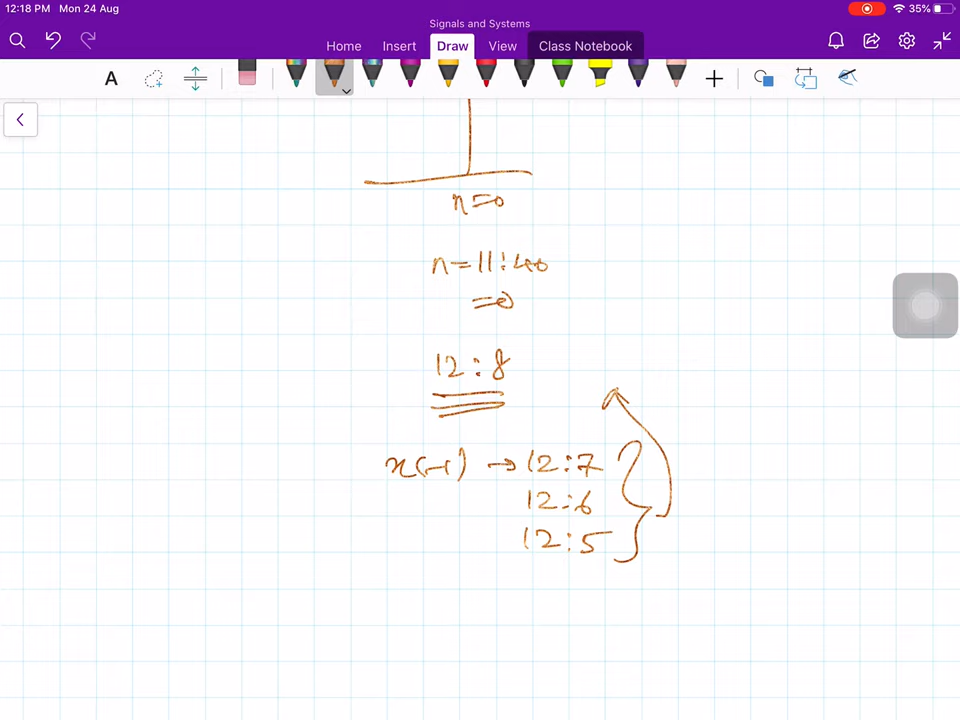 12:18 PM Mon 24 Aug 35%
Signals and Systems
Home Insert Draw View Class Notebook
A
n=0
n=11:40
=0
12:8
x(-1) → 12:7
12:6
12:5